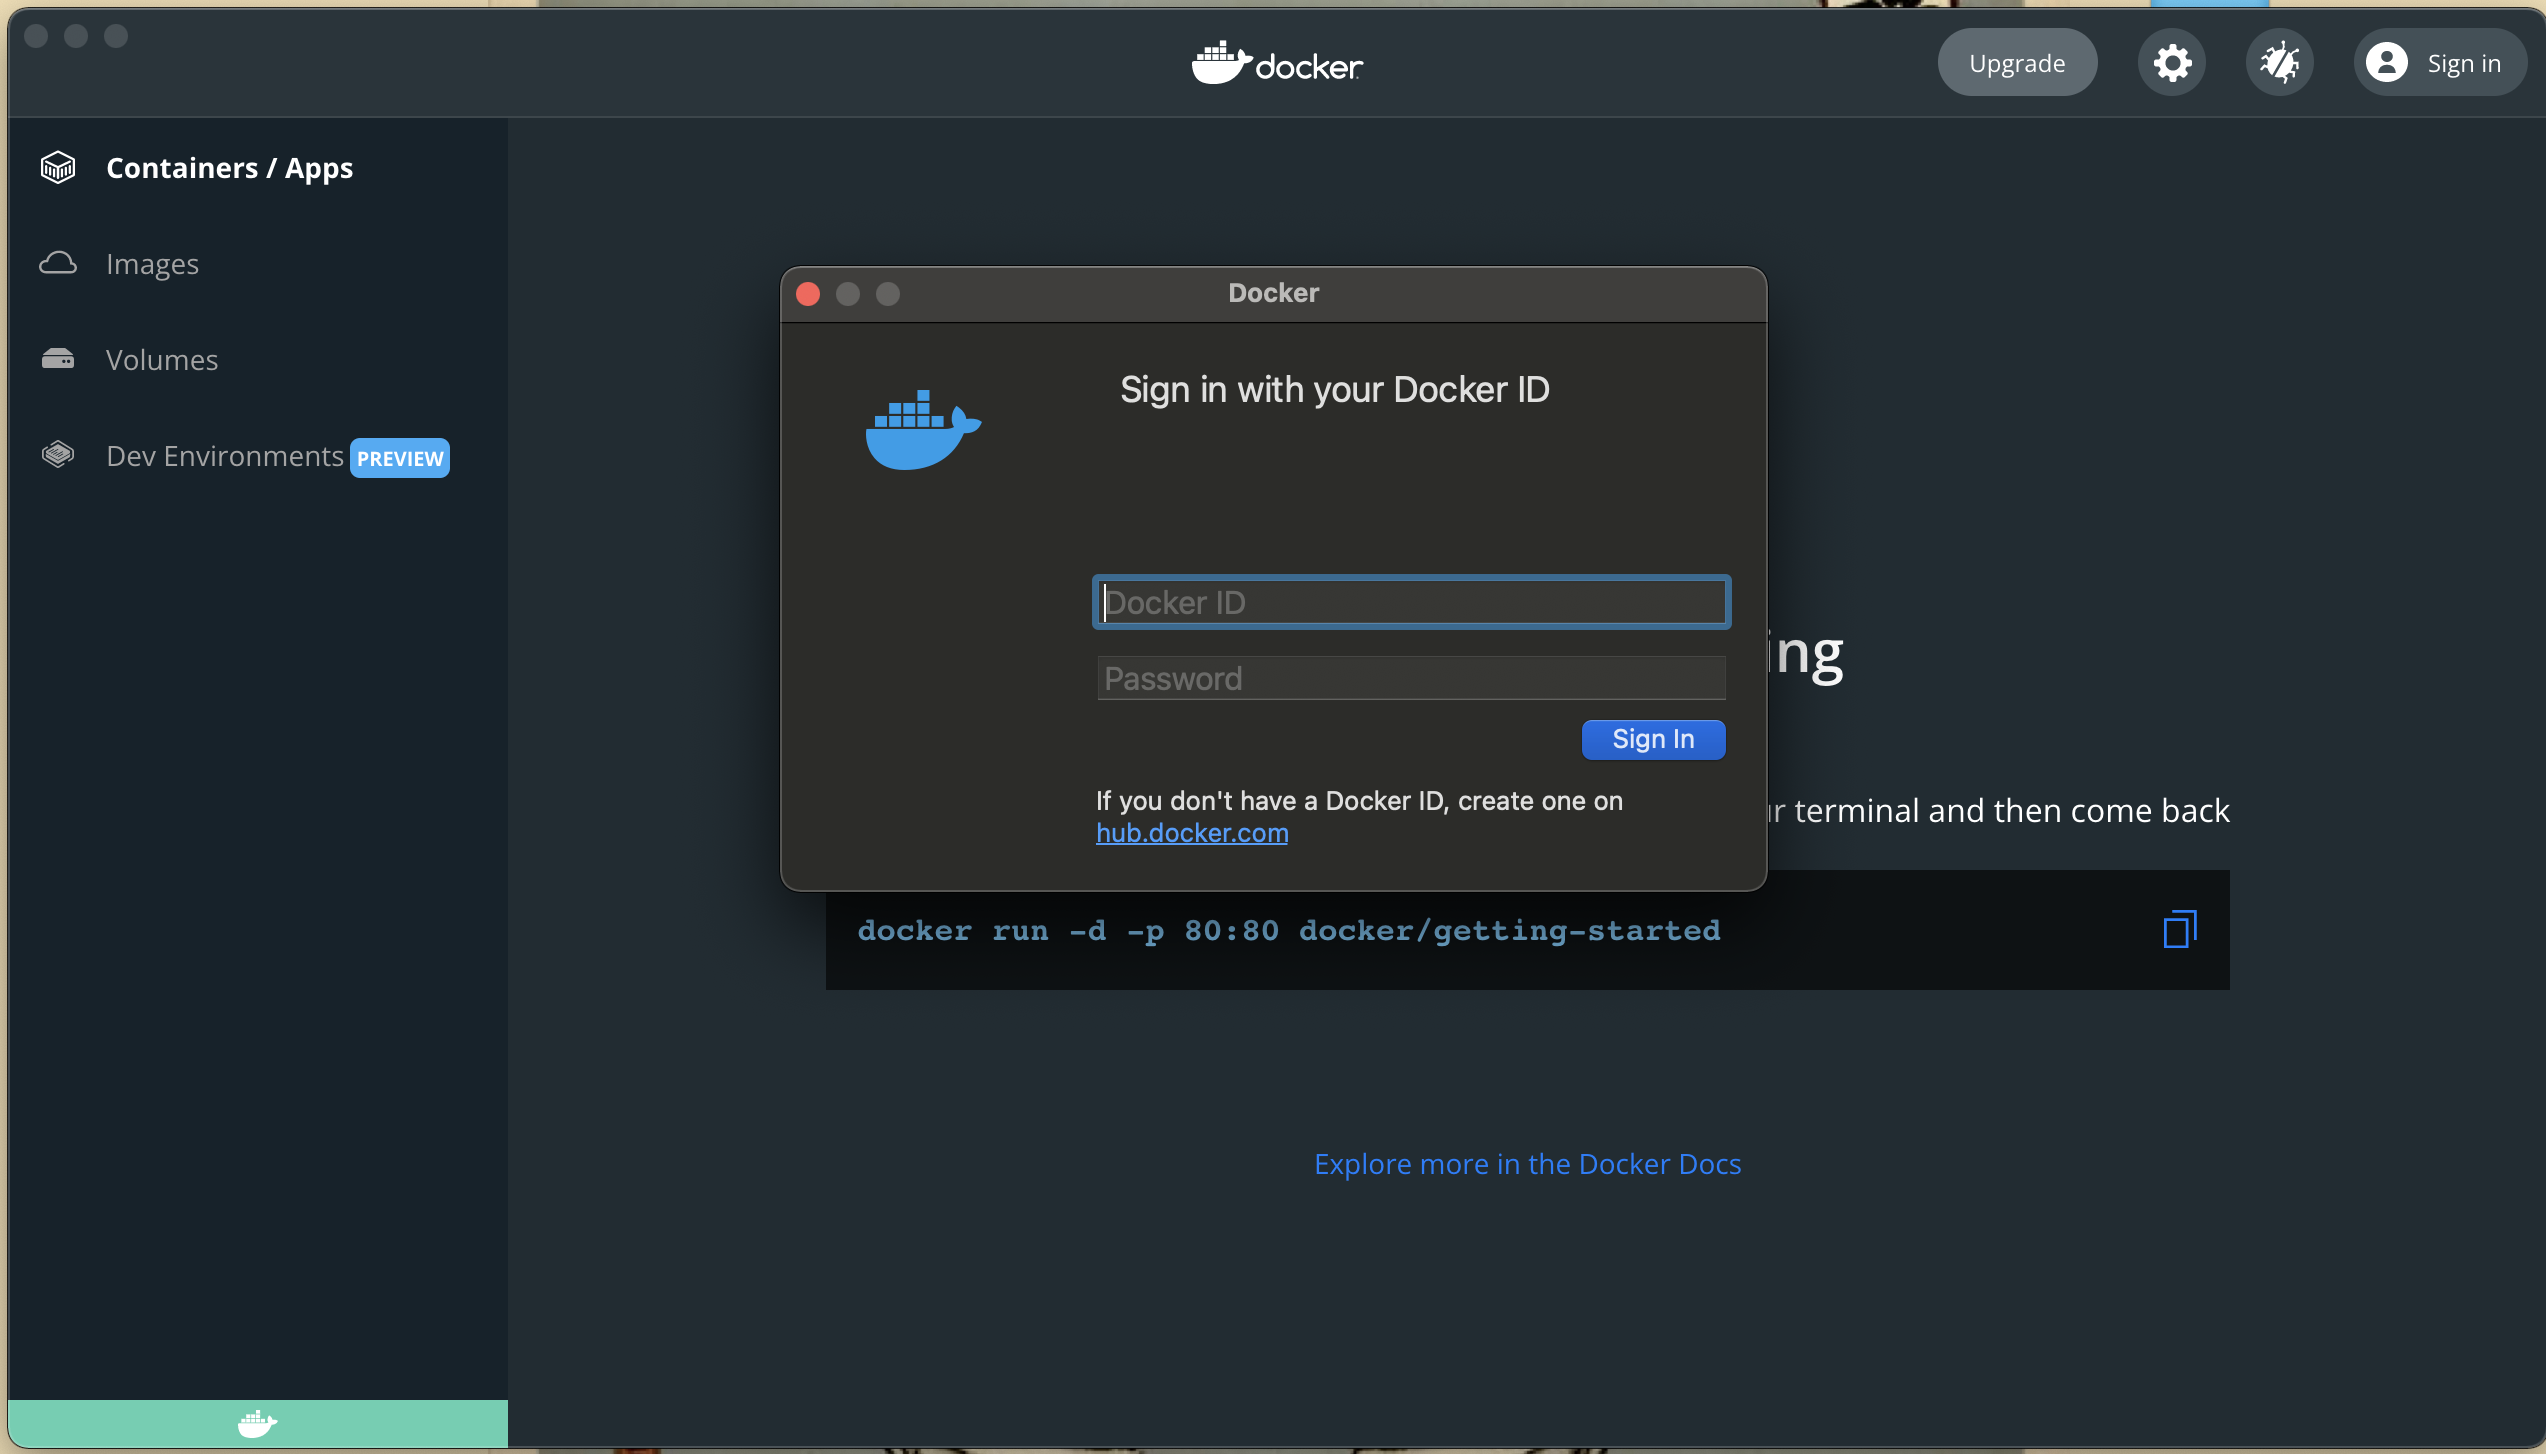 docker
Upgrade
Sign in
Containers / Apps
Images
Volumes
Dev Environments PREVIEW
Docker
Sign in with your Docker ID
Docker ID
Password
Sign In
If you don't have a Docker ID, create one on
hub.docker.com
terminal and then come back
docker run -d -p 80:80 docker/getting-started
Explore more in the Docker Docs